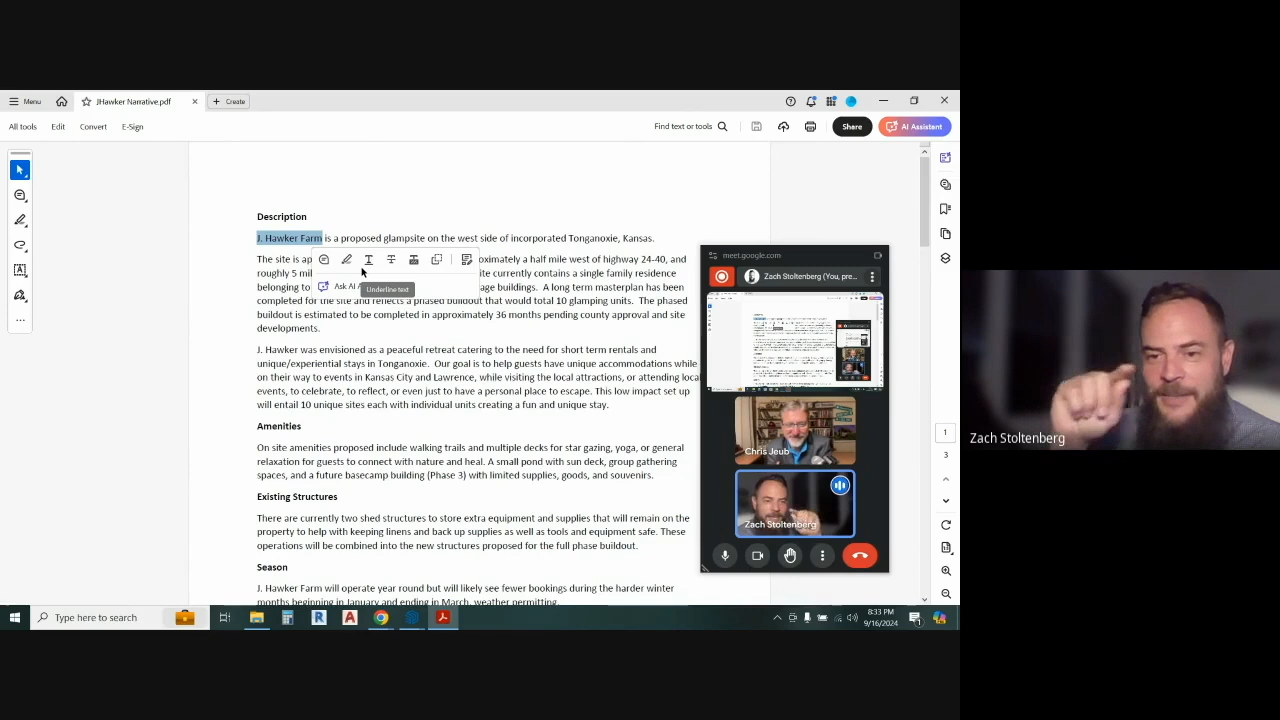 Menu
JHawker Narrative.pdf
Create
All tools
Edit
Convert
E-Sign
Find text or tools
Share
AI Assistant
Description
J. Hawker Farm is a proposed glampsite on the west side of incorporated Tonganoxie, Kansas.
The site is ap oximately a half mile west of highway 24-40, and
roughly 5 mil ite currently contains a single family residence
belonging to age buildings. A long term masterplan has been
completed for the site and reflects a phased buildout that would total 10 glamping units. The phased
buildout is estimated to be completed in approximately 36 months pending county approval and site
developments.
Ask AI A
Underline text
J. Hawker was envisioned as a peaceful retreat catering to the need for short term rentals and
unique/experiential stays in Tonganoxie. Our goal is to help guests have unique accommodations while
on their way to events in Kansas City and Lawrence, while visiting the local attractions, or attending local
events, to celebrate, to reflect, or even just to have a personal place to escape. This low impact set up
will entail 10 unique sites each with individual units creating a fun and unique stay.
Amenities
On site amenities proposed include walking trails and multiple decks for star gazing, yoga, or general
relaxation for guests to connect with nature and heal. A small pond with sun deck, group gathering
spaces, and a future basecamp building (Phase 3) with limited supplies, goods, and souvenirs.
Existing Structures
There are currently two shed structures to store extra equipment and supplies that will remain on the
property to help with keeping linens and back up supplies as well as tools and equipment safe. These
operations will be combined into the new structures proposed for the full phase buildout.
Season
J. Hawker Farm will operate year round but will likely see fewer bookings during the harder winter
months beginning in January and ending in March, weather permitting.
meet.google.com
Zach Stoltenberg (You, pre...
Chris Jeub
Zach Stoltenberg
1
3
Type here to search
8:33 PM
9/16/2024
Zach Stoltenberg